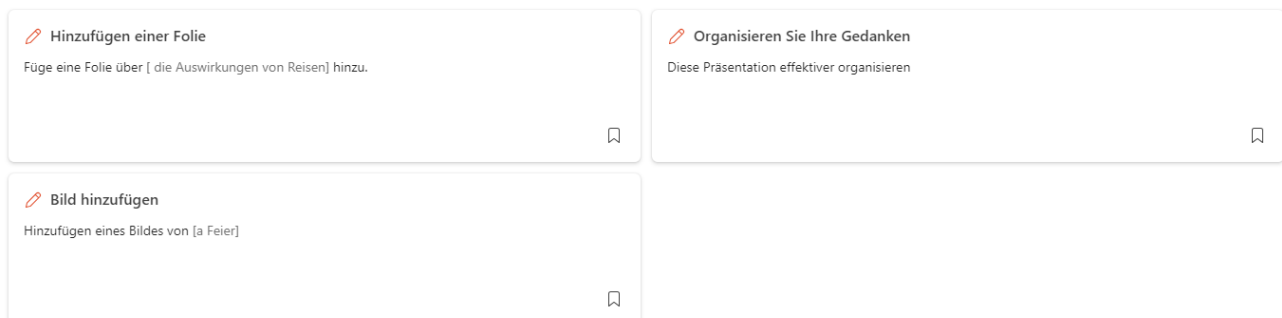 Hinzufügen einer Folie
Füge eine Folie über [ die Auswirkungen von Reisen] hinzu.
Organisieren Sie Ihre Gedanken
Diese Präsentation effektiver organisieren
Bild hinzufügen
Hinzufügen eines Bildes von [a Feier]